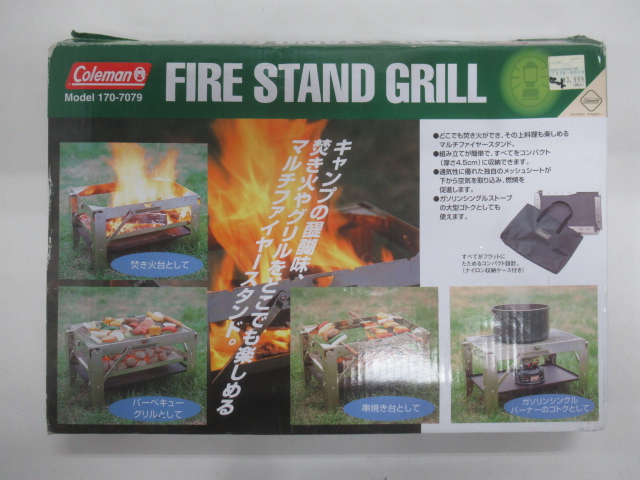 Coleman
Model 170-7079
FIRE STAND GRILL
Coleman
キャンプの醍醐味、
焚き火やグリルをどこでも楽しめる
マルチファイヤースタンド。
●どこでも焚き火ができ、その上料理も楽しめる
マルチファイヤースタンド。
●組み立てが簡単で、すべてをコンパクト
(厚さ4.5cm)に収納できます。
●通気性に優れた独自のメッシュシートが
下から空気を取り込み、燃焼を
促進します。
●ガソリンシングルストーブ
の大型ゴトクとしても
使えます。
すべてがフラットに
たためるコンパクト設計。
(ナイロン収納ケース付き)
焚き火台として
バーベキュー
グリルとして
串焼き台として
ガソリンシングル
バーナーのゴトクとして